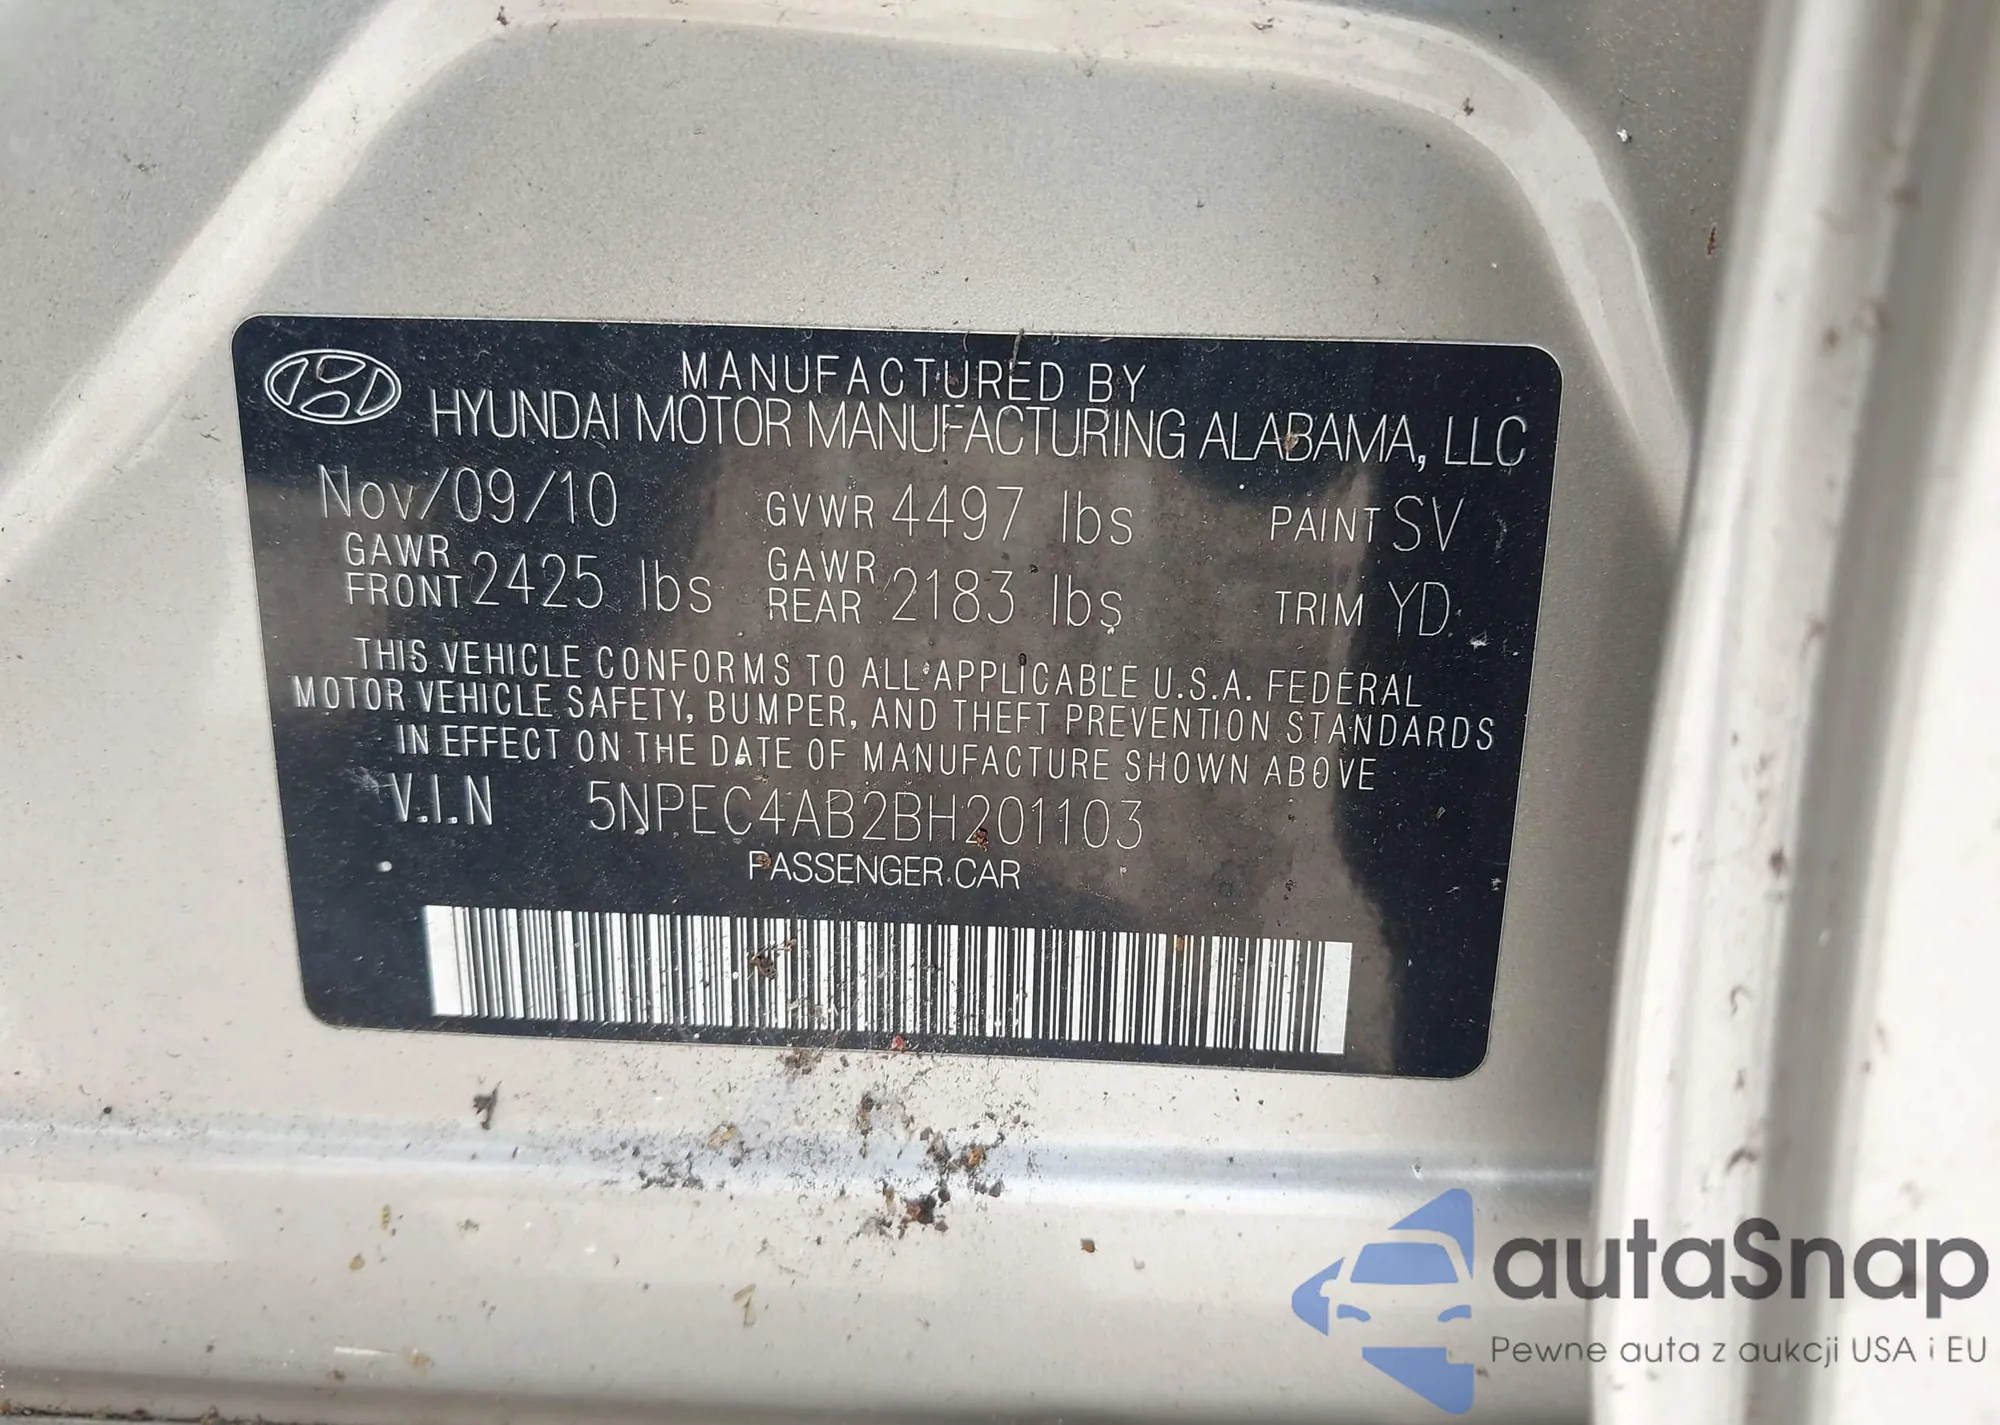 MANUFACTURED BY
HYUNDAI MOTOR MANUFACTURING ALABAMA, LLC
Nov/09/10 GVWR 4497 lbs PAINT SV
GAWR FRONT 2425 lbs GAWR REAR 2183 lbs TRIM YD
THIS VEHICLE CONFORMS TO ALL APPLICABLE U.S.A. FEDERAL
MOTOR VEHICLE SAFETY, BUMPER, AND THEFT PREVENTION STANDARDS
IN EFFECT ON THE DATE OF MANUFACTURE SHOWN ABOVE
V.I.N 5NPEC4AB2BH201103
PASSENGER CAR
autaSnap
Pewne auta z aukcji USA i EU